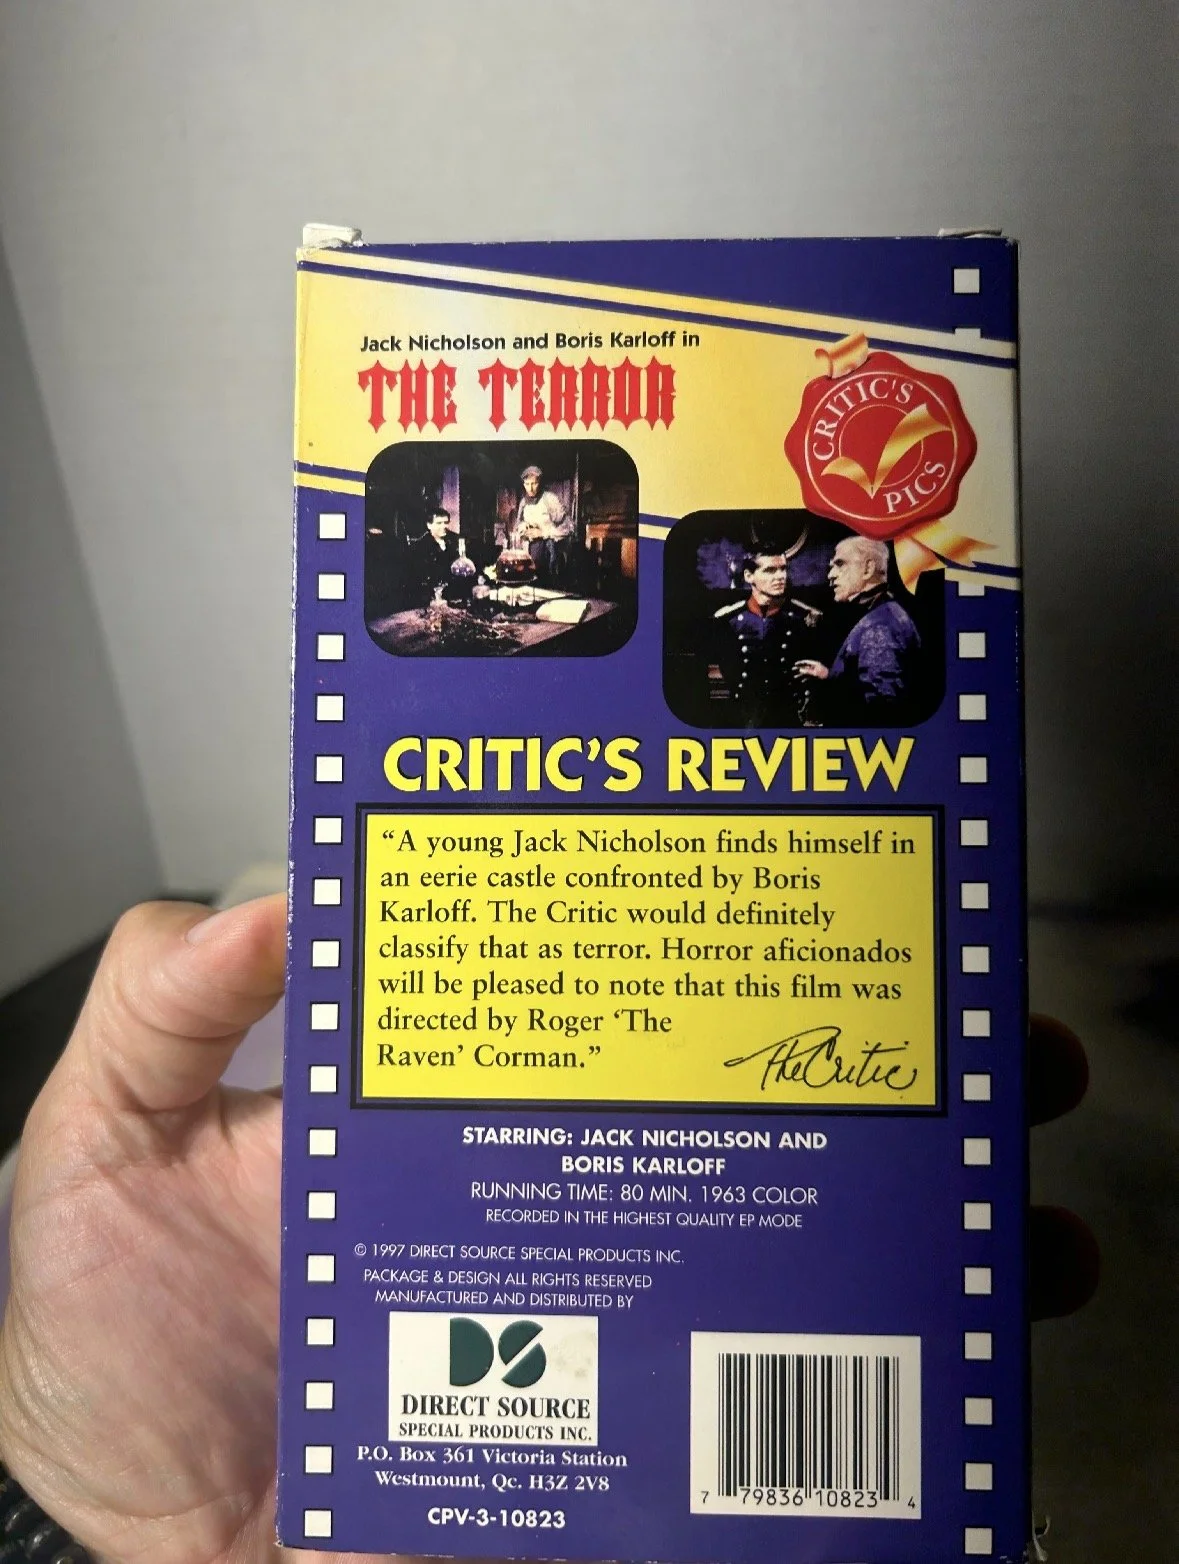 Jack Nicholson and Boris Karloff in
THE TERROR
CRITIC'S
PICS
CRITIC'S REVIEW
“A young Jack Nicholson finds himself in
an eerie castle confronted by Boris
Karloff. The Critic would definitely
classify that as terror. Horror aficionados
will be pleased to note that this film was
directed by Roger ‘The
Raven’ Corman.”
The Critic
STARRING: JACK NICHOLSON AND
BORIS KARLOFF
RUNNING TIME: 80 MIN. 1963 COLOR
RECORDED IN THE HIGHEST QUALITY EP MODE
© 1997 DIRECT SOURCE SPECIAL PRODUCTS INC.
PACKAGE & DESIGN ALL RIGHTS RESERVED
MANUFACTURED AND DISTRIBUTED BY
DS
DIRECT SOURCE
SPECIAL PRODUCTS INC.
P.O. Box 361 Victoria Station
Westmount, Qc. H3Z 2V8
CPV-3-10823
7 79836 10823 4